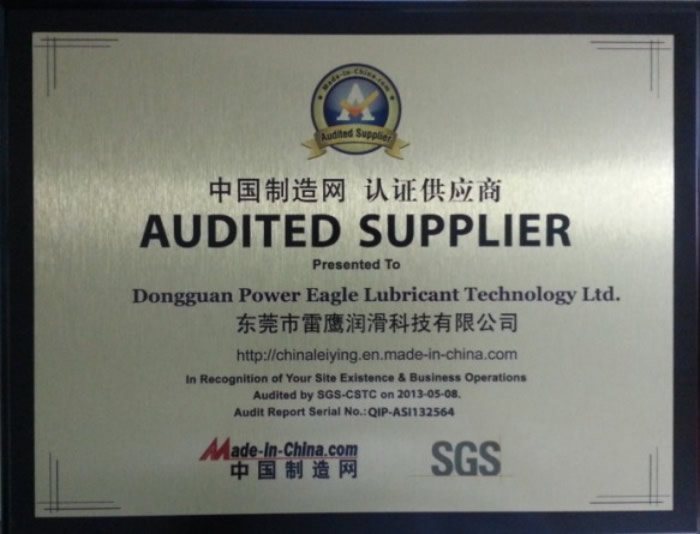 Made-in-China.com
A
Audited Supplier
中国制造网 认证供应商
AUDITED SUPPLIER
Presented To
Dongguan Power Eagle Lubricant Technology Ltd.
东莞市雷鹰润滑科技有限公司
http://chinaleiying.en.made-in-china.com
In Recognition of Your Site Existence & Business Operations
Audited by SGS-CSTC on 2013-05-08.
Audit Report Serial No.: QIP-ASI132564
Made-in-China.com
中国制造网
SGS